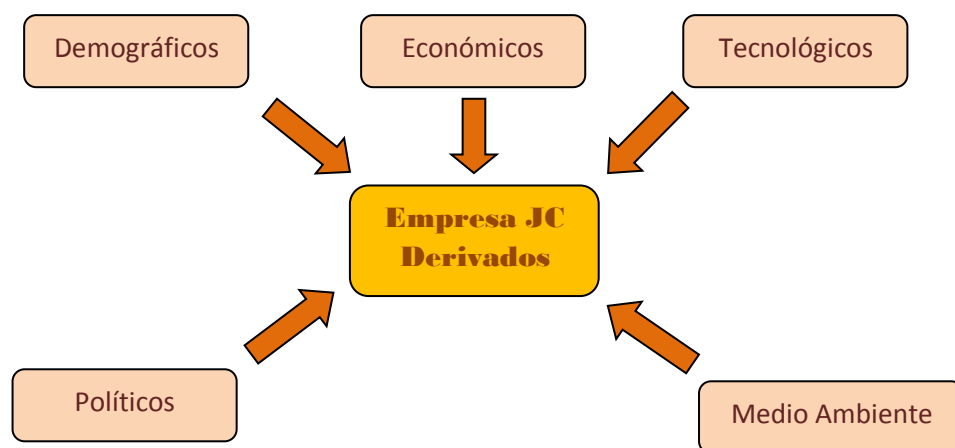 Demográficos
Económicos
Tecnológicos
Empresa JC
Derivados
Políticos
Medio Ambiente